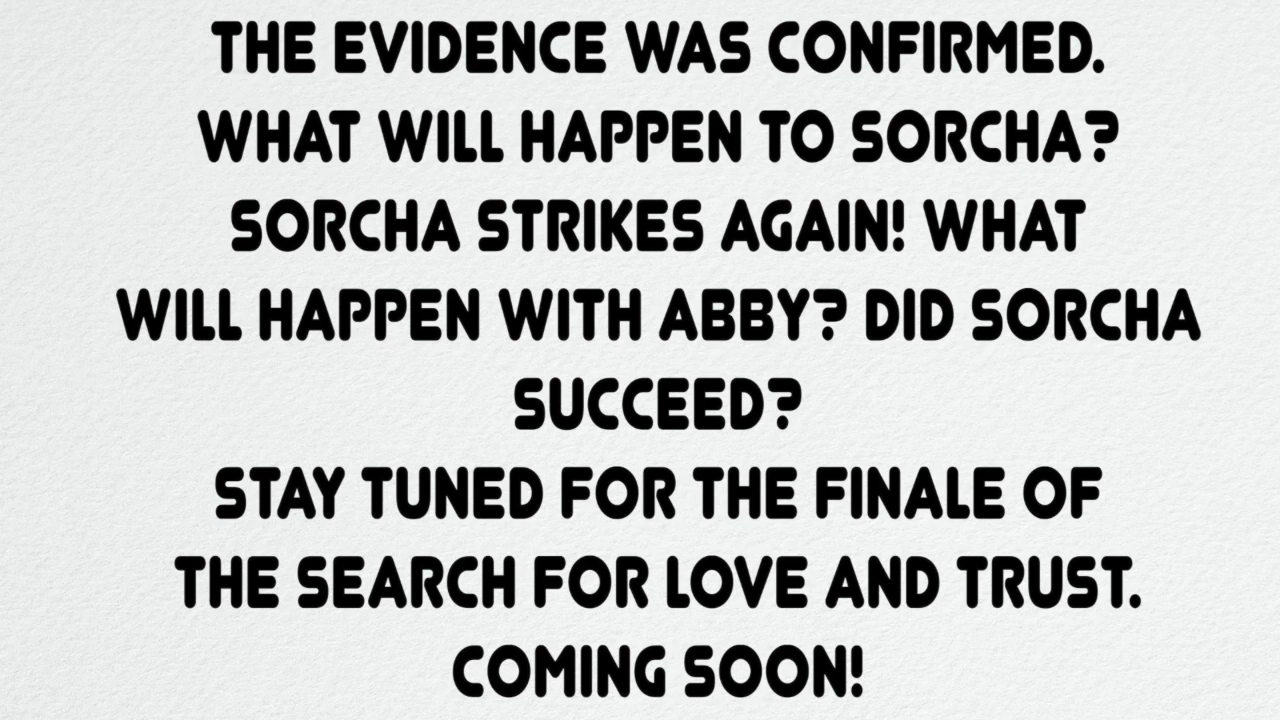 THE EVIDENCE WAS CONFIRMED.
WHAT WILL HAPPEN TO SORCHA?
SORCHA STRIKES AGAIN! WHAT
WILL HAPPEN WITH ABBY? DID SORCHA
SUCCEED?
STAY TUNED FOR THE FINALE OF
THE SEARCH FOR LOVE AND TRUST.
COMING SOON!